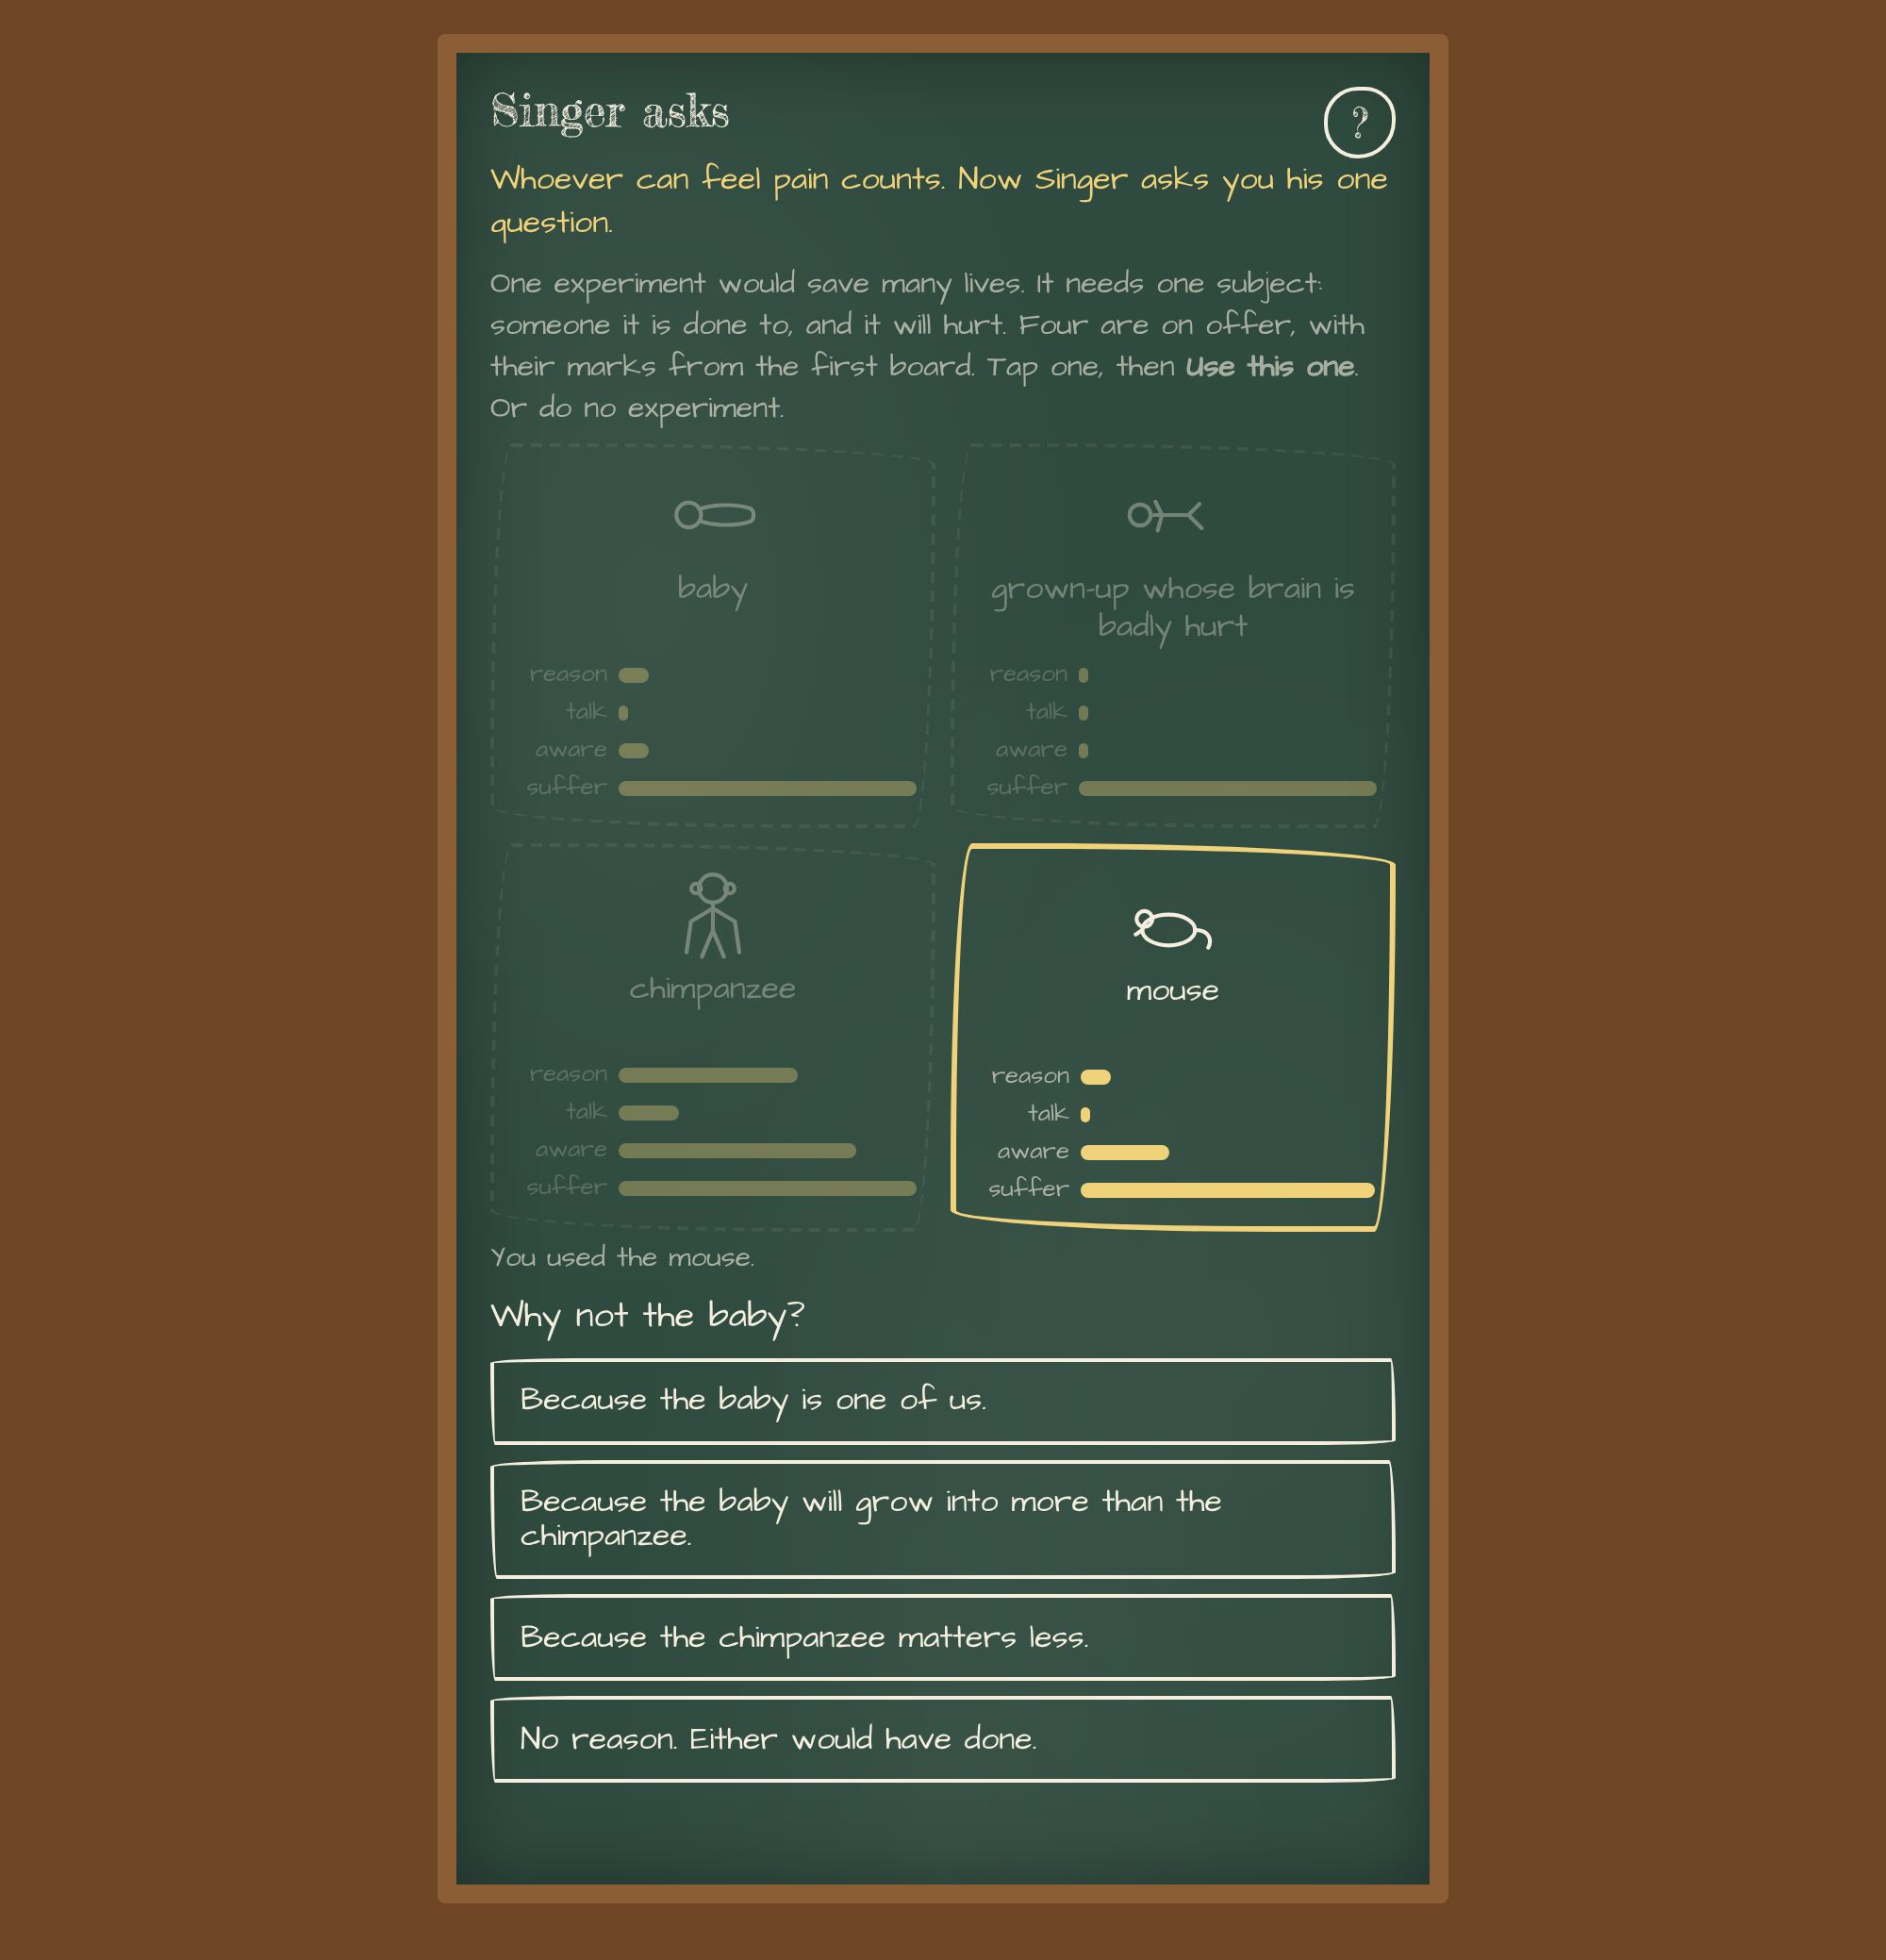 Singer asks
?
Whoever can feel pain counts. Now Singer asks you his one
question.
One experiment would save many lives. It needs one subject:
someone it is done to, and it will hurt. Four are on offer, with
their marks from the first board. Tap one, then Use this one.
Or do no experiment.
baby
reason
talk
aware
suffer
grown-up whose brain is
badly hurt
reason
talk
aware
suffer
chimpanzee
reason
talk
aware
suffer
mouse
reason
talk
aware
suffer
You used the mouse.
Why not the baby?
Because the baby is one of us.
Because the baby will grow into more than the
chimpanzee.
Because the chimpanzee matters less.
No reason. Either would have done.